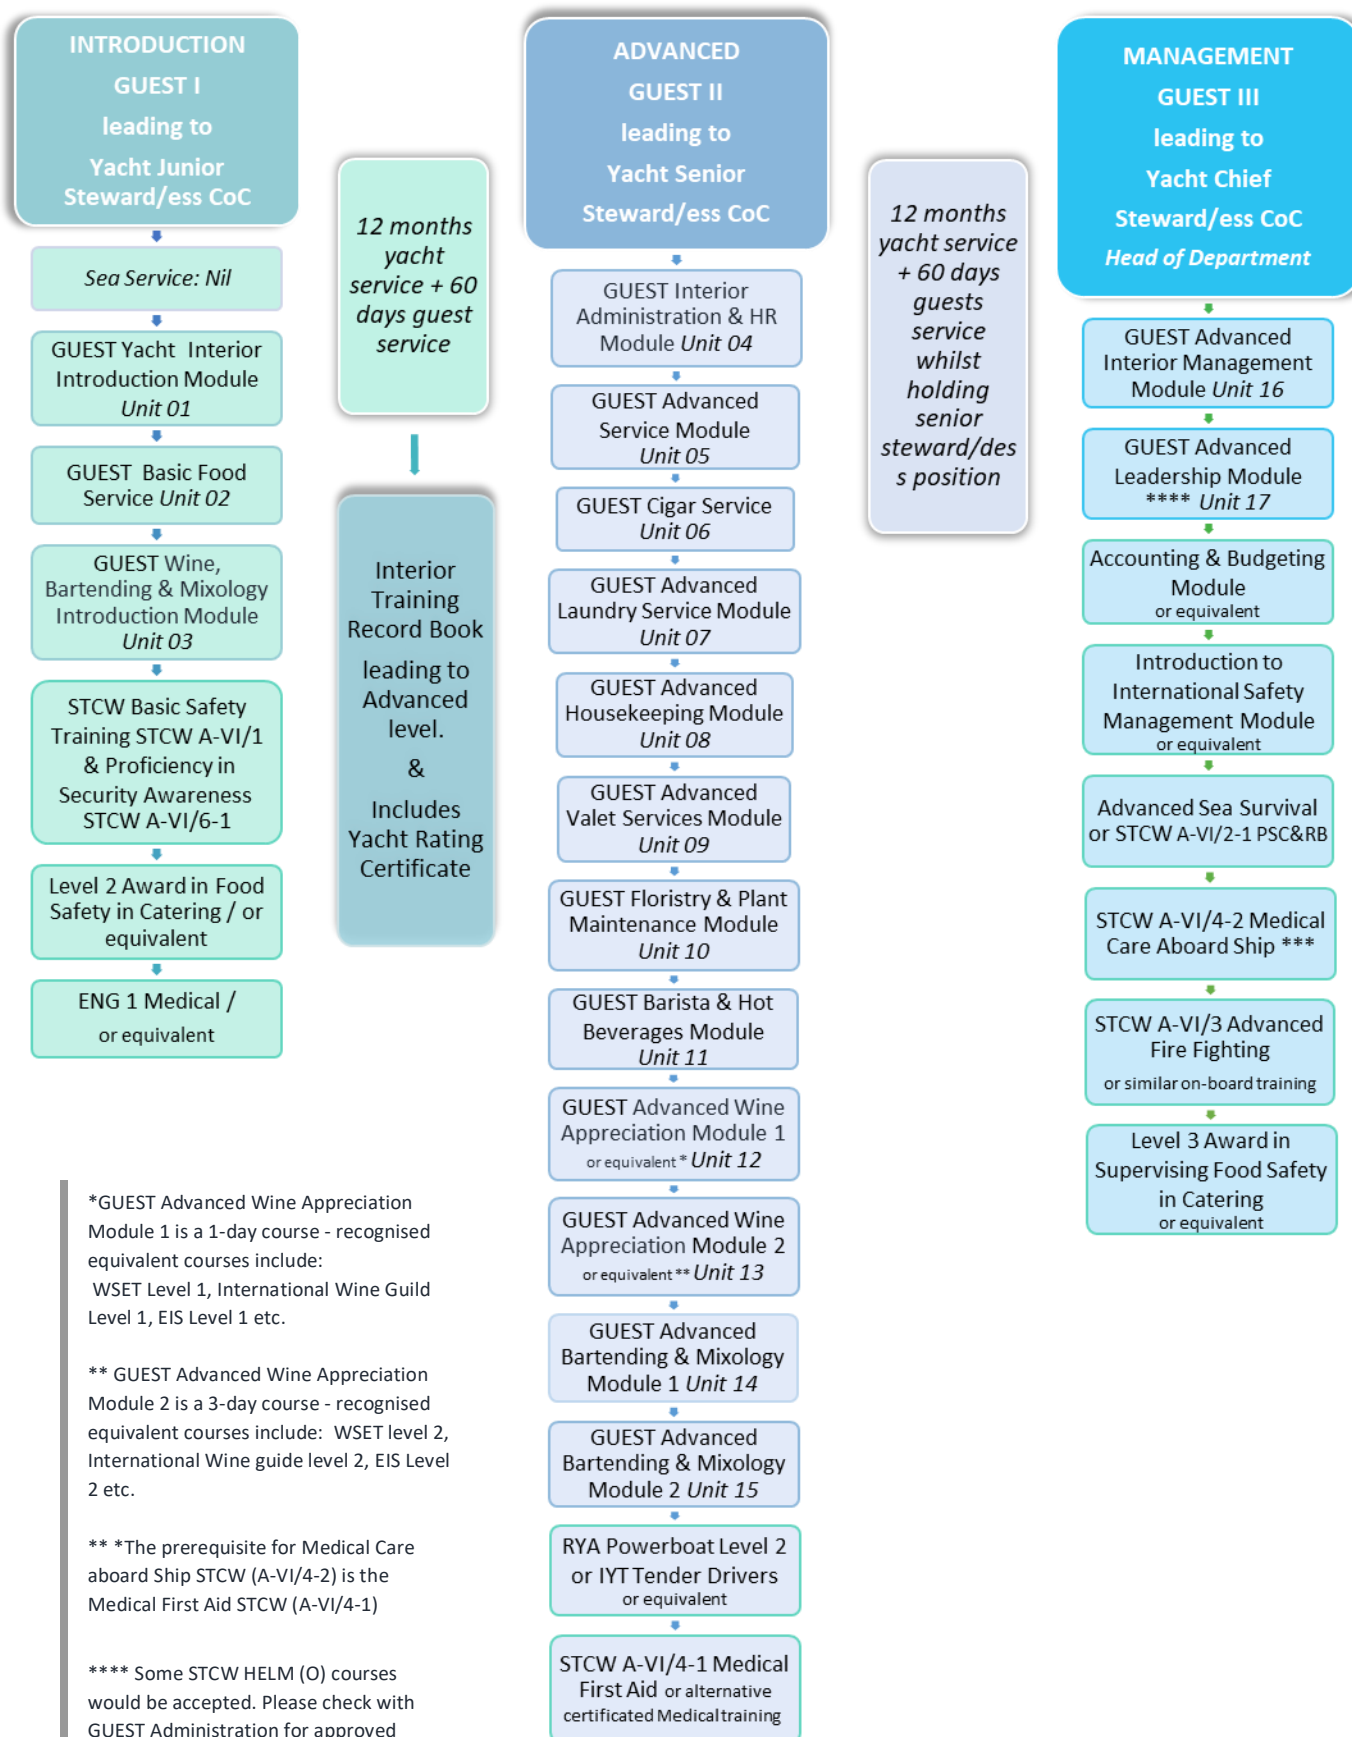 INTRODUCTION
GUEST I
leading to
Yacht Junior
Steward/ess CoC
Sea Service: Nil
GUEST Yacht Interior
Introduction Module
Unit 01
GUEST Basic Food
Service Unit 02
GUEST Wine,
Bartending & Mixology
Introduction Module
Unit 03
STCW Basic Safety
Training STCW A-VI/1
& Proficiency in
Security Awareness
STCW A-VI/6-1
Level 2 Award in Food
Safety in Catering / or
equivalent
ENG 1 Medical /
or equivalent
12 months
yacht
service + 60
days guest
service
Interior
Training
Record Book
leading to
Advanced
level.
&
Includes
Yacht Rating
Certificate
ADVANCED
GUEST II
leading to
Yacht Senior
Steward/ess CoC
GUEST Interior
Administration & HR
Module Unit 04
GUEST Advanced
Service Module
Unit 05
GUEST Cigar Service
Unit 06
GUEST Advanced
Laundry Service Module
Unit 07
GUEST Advanced
Housekeeping Module
Unit 08
GUEST Advanced
Valet Services Module
Unit 09
GUEST Floristry & Plant
Maintenance Module
Unit 10
GUEST Barista & Hot
Beverages Module
Unit 11
GUEST Advanced Wine
Appreciation Module 1
or equivalent * Unit 12
GUEST Advanced Wine
Appreciation Module 2
or equivalent ** Unit 13
GUEST Advanced
Bartending & Mixology
Module 1 Unit 14
GUEST Advanced
Bartending & Mixology
Module 2 Unit 15
RYA Powerboat Level 2
or IYT Tender Drivers
or equivalent
STCW A-VI/4-1 Medical
First Aid or alternative
certificated Medical training
12 months
yacht service
+ 60 days
guests
service
whilst
holding
senior
steward/des
s position
MANAGEMENT
GUEST III
leading to
Yacht Chief
Steward/ess CoC
Head of Department
GUEST Advanced
Interior Management
Module Unit 16
GUEST Advanced
Leadership Module
**** Unit 17
Accounting & Budgeting
Module
or equivalent
Introduction to
International Safety
Management Module
or equivalent
Advanced Sea Survival
or STCW A-VI/2-1 PSC&RB
STCW A-VI/4-2 Medical
Care Aboard Ship ***
STCW A-VI/3 Advanced
Fire Fighting
or similar on-board training
Level 3 Award in
Supervising Food Safety
in Catering
or equivalent
*GUEST Advanced Wine Appreciation
Module 1 is a 1-day course - recognised
equivalent courses include:
WSET Level 1, International Wine Guild
Level 1, EIS Level 1 etc.
** GUEST Advanced Wine Appreciation
Module 2 is a 3-day course - recognised
equivalent courses include: WSET level 2,
International Wine guide level 2, EIS Level
2 etc.
** *The prerequisite for Medical Care
aboard Ship STCW (A-VI/4-2) is the
Medical First Aid STCW (A-VI/4-1)
**** Some STCW HELM (O) courses
would be accepted. Please check with
GUEST Administration for approved